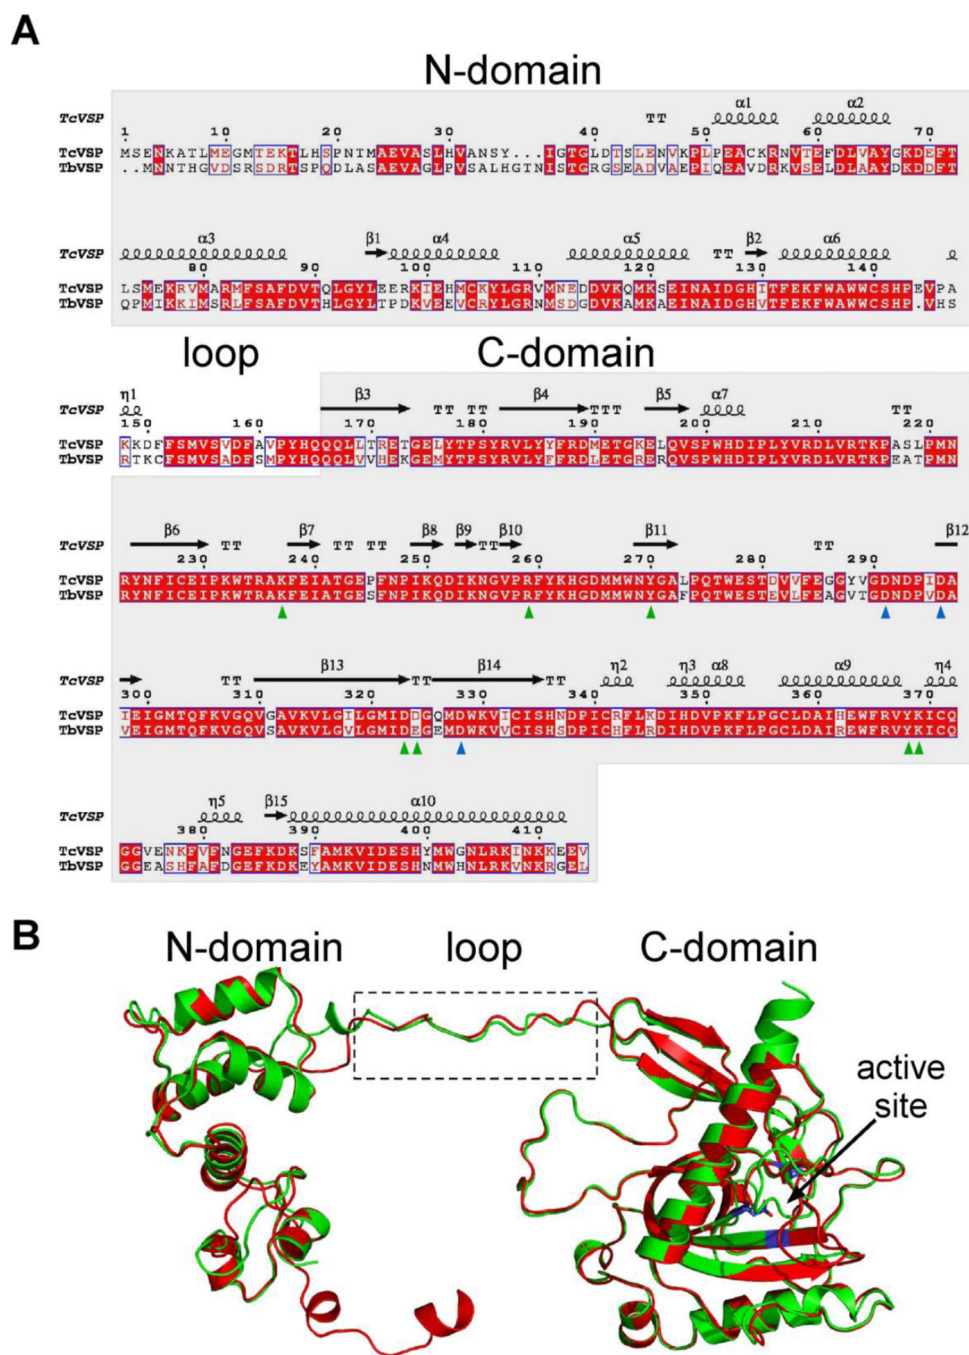 A
N-domain
TcVSP TT α1 α2
1 10 20 30 40 50 60 70
TcVSP MSENKATLMEGMTEKTLHSPNTMAEVASLHVANSY...IGTGLDTSLENVKPLPEACKRNVTEFDLVAYGKDEFT
TbVSP ..MNNTHGVDSRSDRTSPQDLASAEVAGLPVSALHGTNISTGRGSEADVAEPIQEAVDRKVSELDLAAYDKDDFT
TcVSP α3 β1 α4 α5 TT β2 α6
80 90 100 110 120 130 140
TcVSP LSMEKRVMARMFSAFDVTQLGYLEERKIEHMCKYLGRVMNEDDVKQMKSEINAIDGHITFEKFWAWWCSHPEVPA
TbVSP QPMIKKIMSRLFSAFDVTHLGYLTPDKVEEVCRYLGRNMSDGDVKAMKAEINAIDGHVTFEKFWAWWCSHP.VHS
loop C-domain
TcVSP η1 β3 TT TT β4 TTT β5 α7 TT
150 160 170 180 190 200 210 220
TcVSP KKDFFSMVSVDFAVPYHQQQLLTRETGELYTPSYRVLYYFRDMETGKELQVSPWHDIPLYVRDLVRTKPASLPMN
TbVSP RTKCFSMVSADFSMPYHQQQLVVHEKGEMYTPSYRVLYFFRDLETGRERQVSPWHDIPLYVRDLVRTKPEATPMN
TcVSP β6 TT β7 TT TT β8 β9 TT β10 β11 TT β12
230 240 250 260 270 280 290
TcVSP RYNFICEIPKWTRAKFEIATGEPFNPIKQDIKNGVPRFYKHGDMMWNYGALPQTWESTDVVFEGGYVGDNDPIDA
TbVSP RYNFICEIPKWTRAKFEIATGESFNPIKQDIKNGVPRFYKHGDMMWNYGAFPQTWESTEVLFEAGVTGDNDPVDA
TcVSP TT β13 TT β14 TT η2 η3 α8 α9 η4
300 310 320 330 340 350 360 370
TcVSP IEIGMTQFKVGQVGAVKVLGILGMIDDGQMDWKVICISHNDPICRFLKDIHDVPKFLPGCLDAIHEWFRVYKICQ
TbVSP VEIGMTQFKVGQVSAVKVLGVLGMIDEGEMDWKVVCISHSDPICHFLRDIHDVPKFLPGCLDAIREWFRVYKICQ
TcVSP η5 β15 α10
380 390 400 410
TcVSP GGVENKFVFNGEFKDKSFAMKVIDESHYMWGNLRKINKKEEV
TbVSP GGEASHFAFDGEFKDKEYAMKVIDESHNMWHNLRKVNKRGEL
B
N-domain loop C-domain
active
site